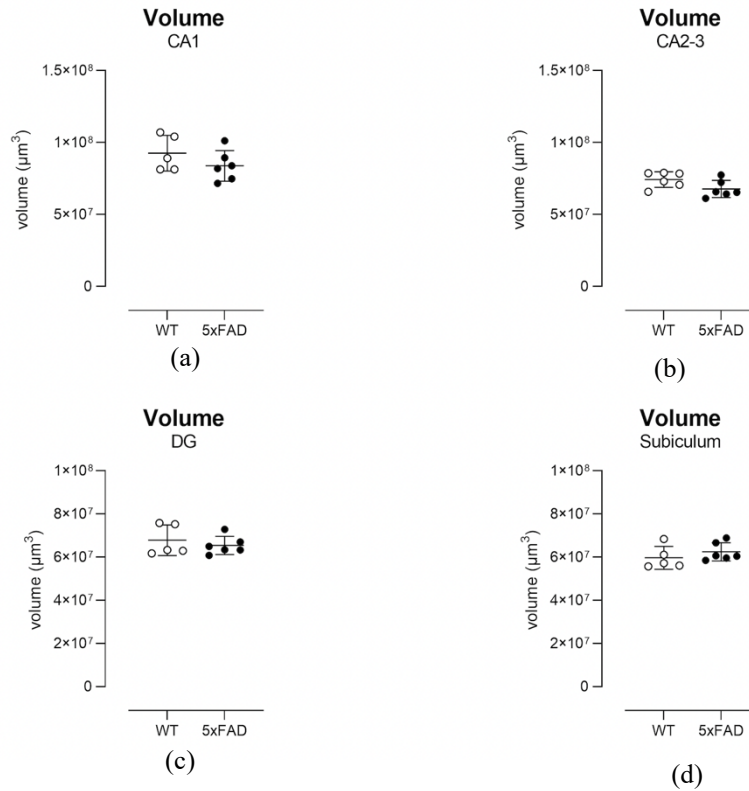 Volume
CA1
1.5×10⁸
1×10⁸
5×10⁷
0
volume (µm³)
WT 5xFAD
(a)
Volume
CA2-3
1.5×10⁸
1×10⁸
5×10⁷
0
volume (µm³)
WT 5xFAD
(b)
Volume
DG
1×10⁸
8×10⁷
6×10⁷
4×10⁷
2×10⁷
0
volume (µm³)
WT 5xFAD
(c)
Volume
Subiculum
1×10⁸
8×10⁷
6×10⁷
4×10⁷
2×10⁷
0
volume (µm³)
WT 5xFAD
(d)